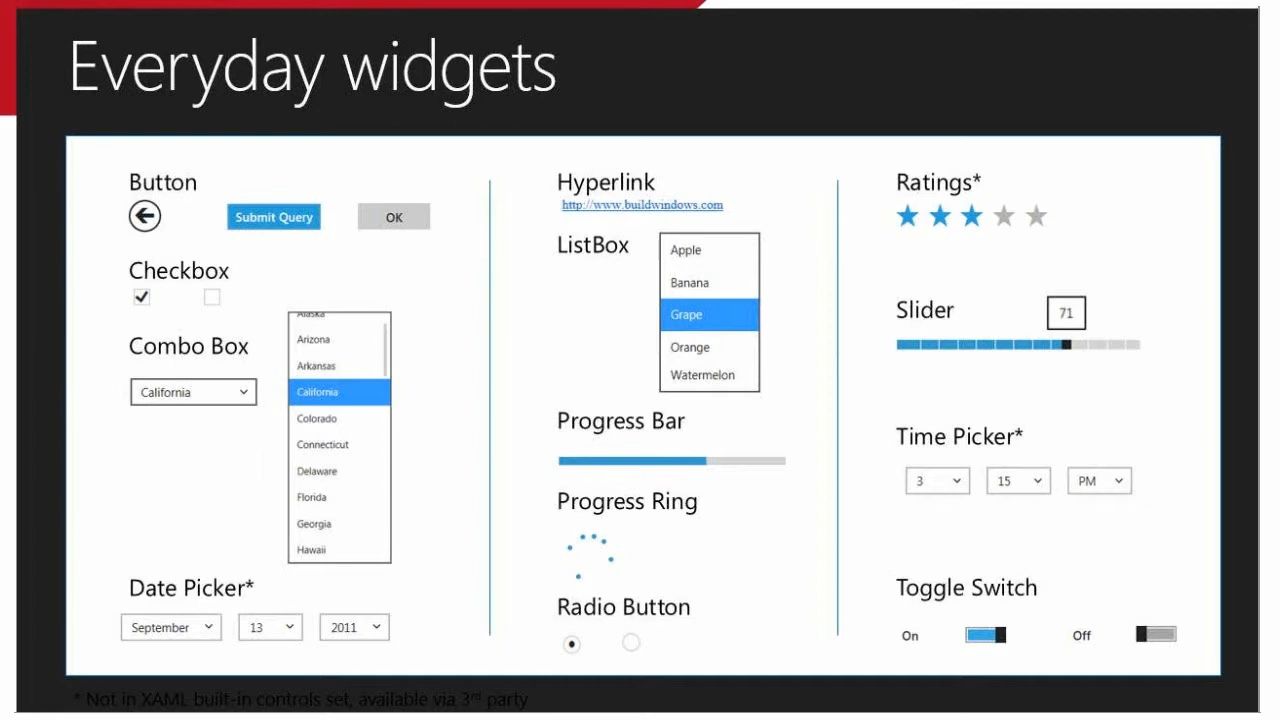 Everyday widgets
Button
Submit Query
OK
Checkbox
Combo Box
California
Alaska
Arizona
Arkansas
California
Colorado
Connecticut
Delaware
Florida
Georgia
Hawaii
Date Picker*
September 13 2011
Hyperlink
http://www.buildwindows.com
ListBox
Apple
Banana
Grape
Orange
Watermelon
Progress Bar
Progress Ring
Radio Button
Ratings*
Slider
71
Time Picker*
3 15 PM
Toggle Switch
On Off
* Not in XAML built-in controls set, available via 3rd party